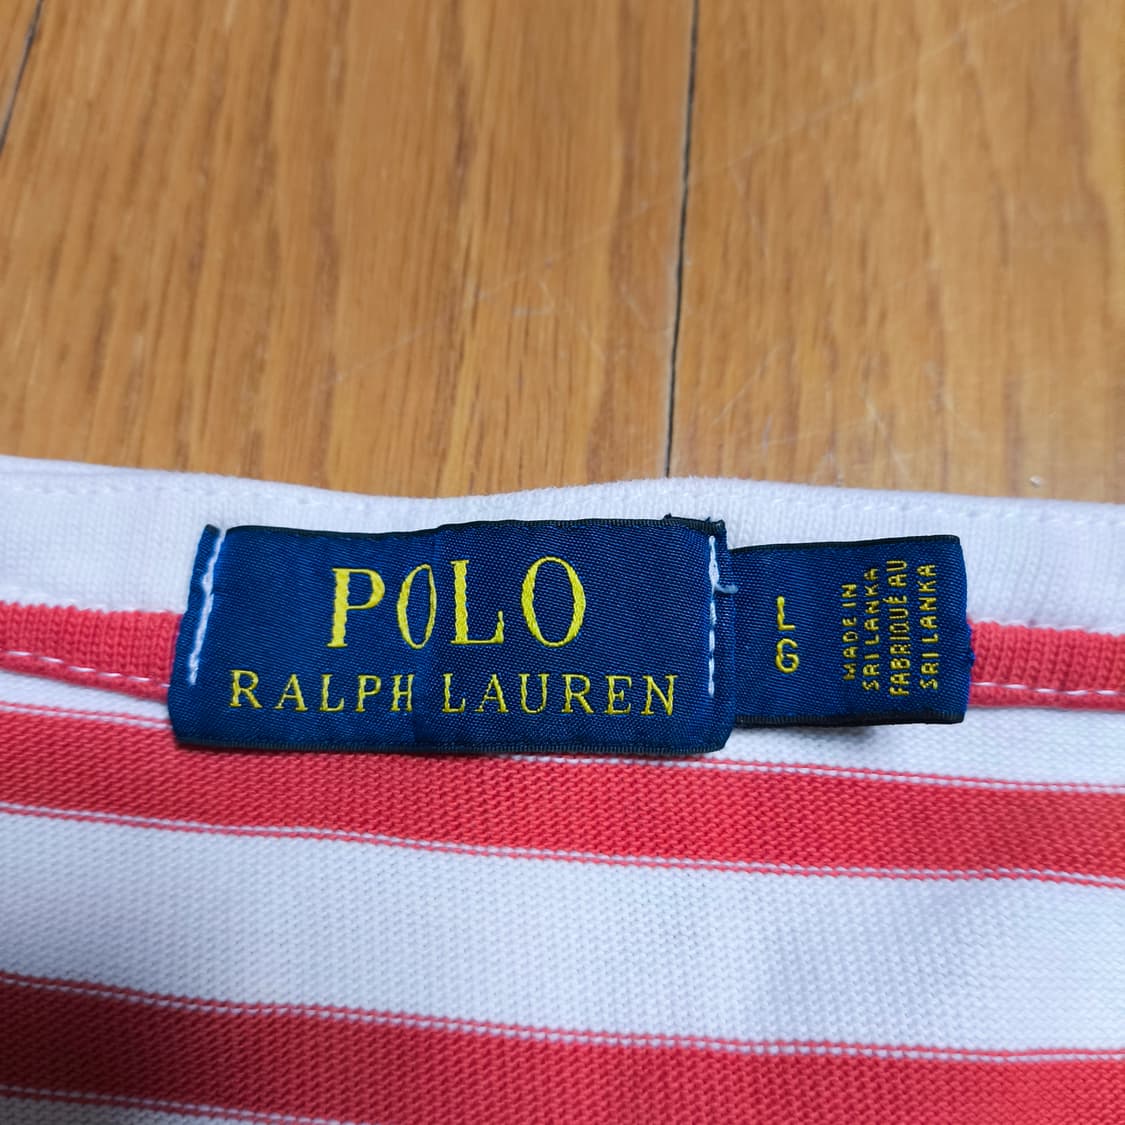 POLO
RALPH LAUREN
L
G
MADE IN
SRI LANKA
FABRIQUÉ AU
SRI LANKA